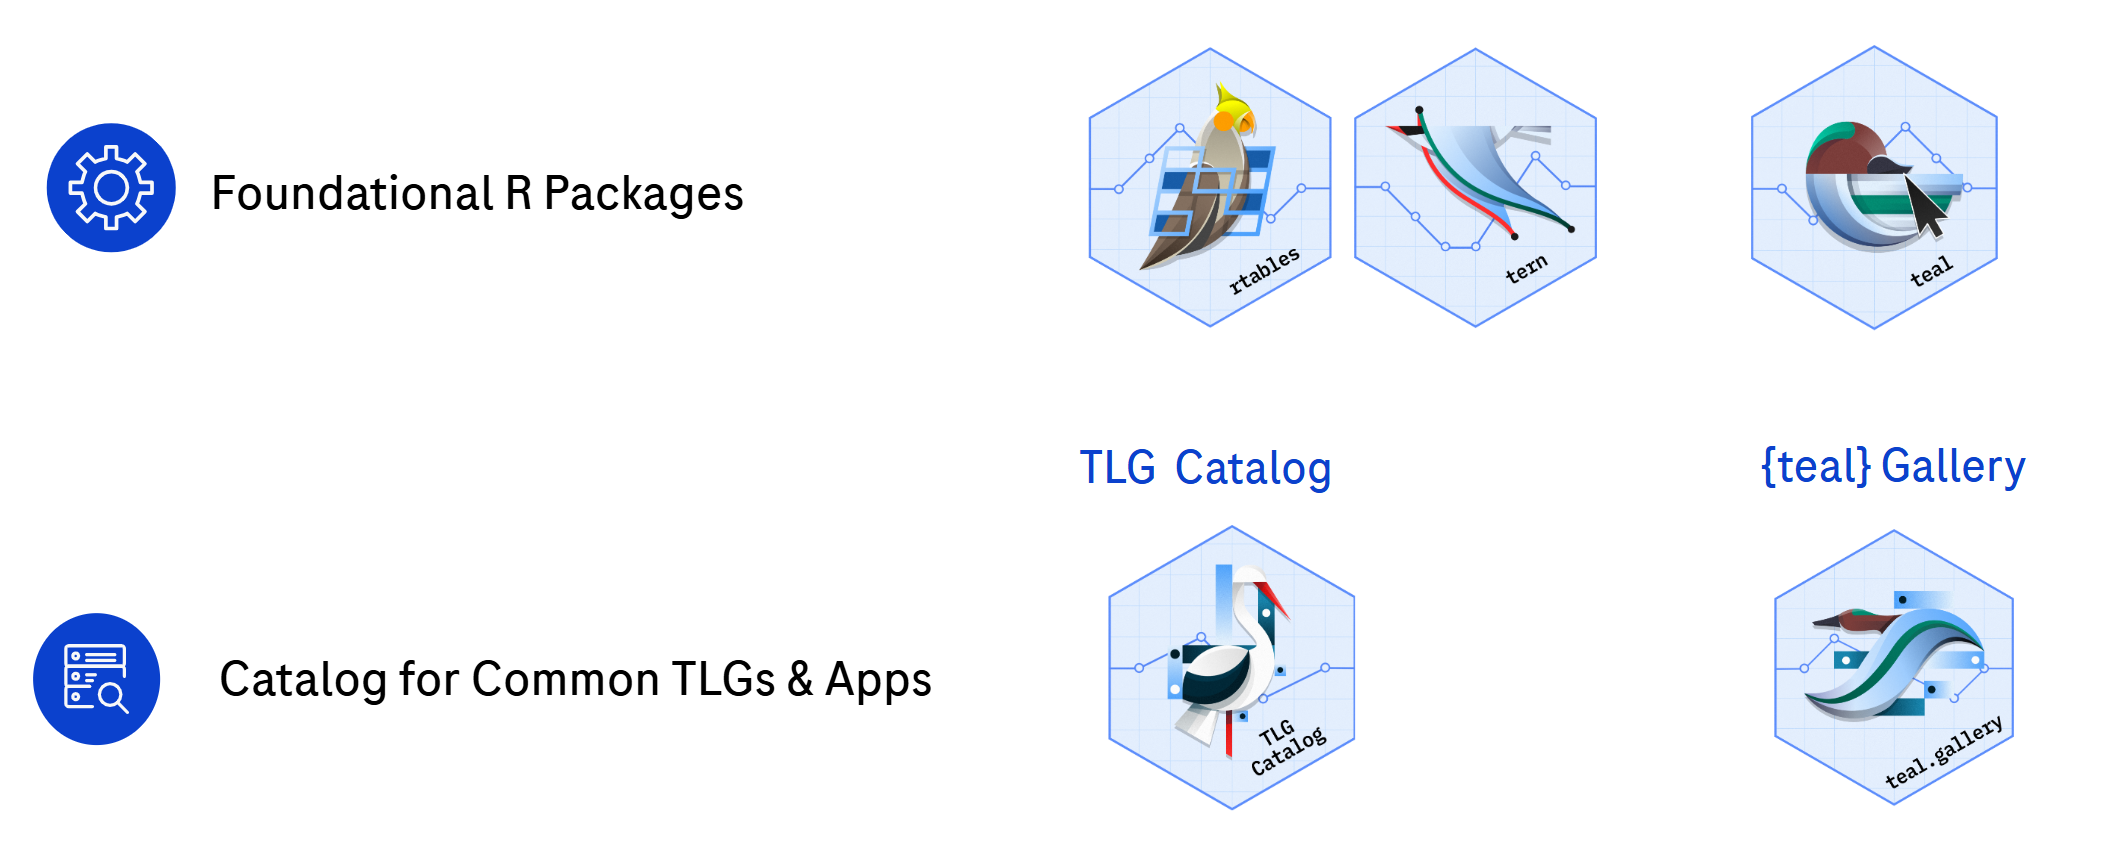 Foundational R Packages
rtables
tern
teal
TLG Catalog
{teal} Gallery
Catalog for Common TLGs & Apps
TLG
Catalog
teal.gallery